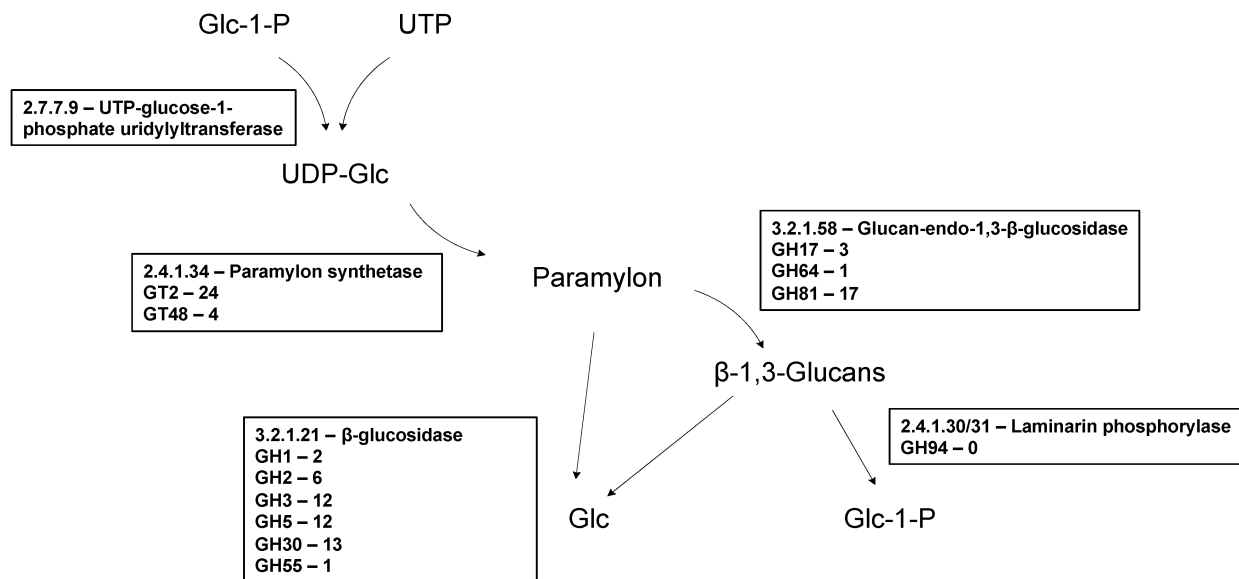 Glc-1-P
UTP
2.7.7.9 – UTP-glucose-1-
phosphate uridylyltransferase
UDP-Glc
2.4.1.34 – Paramylon synthetase
GT2 – 24
GT48 – 4
Paramylon
3.2.1.58 – Glucan-endo-1,3-β-glucosidase
GH17 – 3
GH64 – 1
GH81 – 17
β-1,3-Glucans
3.2.1.21 – β-glucosidase
GH1 – 2
GH2 – 6
GH3 – 12
GH5 – 12
GH30 – 13
GH55 – 1
2.4.1.30/31 – Laminarin phosphorylase
GH94 – 0
Glc
Glc-1-P